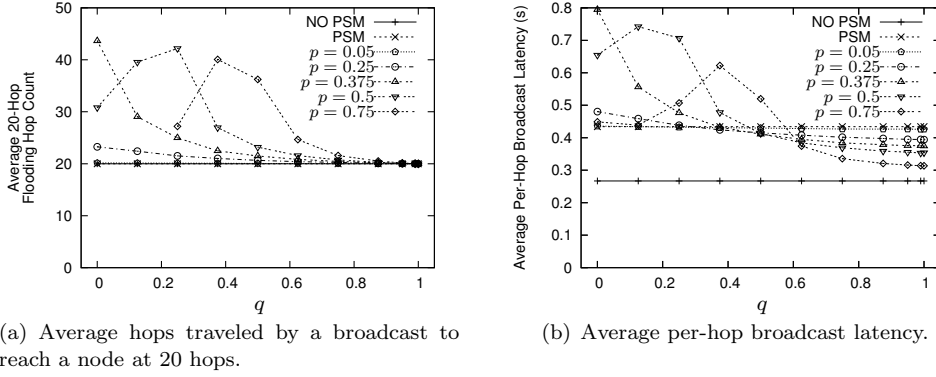 50
40
30
20
10
0
0
0.2
0.4
0.6
0.8
1
Average 20-Hop
Flooding Hop Count
q
NO PSM
PSM
p = 0.05
p = 0.25
p = 0.375
p = 0.5
p = 0.75
(a) Average hops traveled by a broadcast to
reach a node at 20 hops.
0.8
0.7
0.6
0.5
0.4
0.3
0.2
0.1
0
0
0.2
0.4
0.6
0.8
1
Average Per-Hop Broadcast Latency (s)
q
NO PSM
PSM
p = 0.05
p = 0.25
p = 0.375
p = 0.5
p = 0.75
(b) Average per-hop broadcast latency.